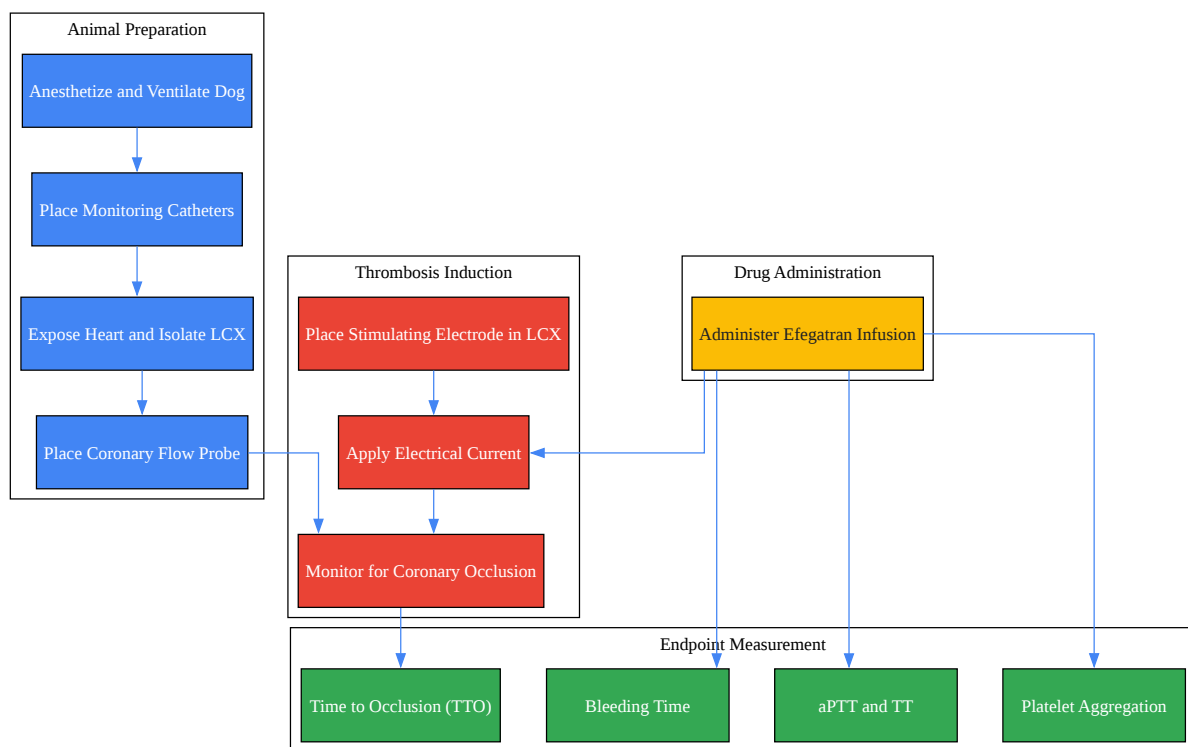 Animal Preparation
Anesthetize and Ventilate Dog
Place Monitoring Catheters
Expose Heart and Isolate LCX
Place Coronary Flow Probe
Thrombosis Induction
Place Stimulating Electrode in LCX
Apply Electrical Current
Monitor for Coronary Occlusion
Drug Administration
Administer Efegatran Infusion
Endpoint Measurement
Time to Occlusion (TTO)
Bleeding Time
aPTT and TT
Platelet Aggregation